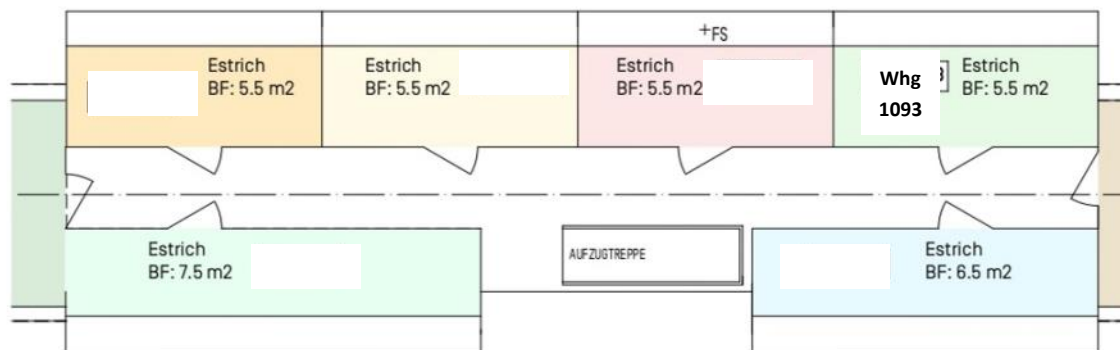 +FS
Estrich
BF: 5.5 m2
Estrich
BF: 5.5 m2
Estrich
BF: 5.5 m2
Whg
1093
Estrich
BF: 5.5 m2
AUFZUGTREPPE
Estrich
BF: 7.5 m2
Estrich
BF: 6.5 m2